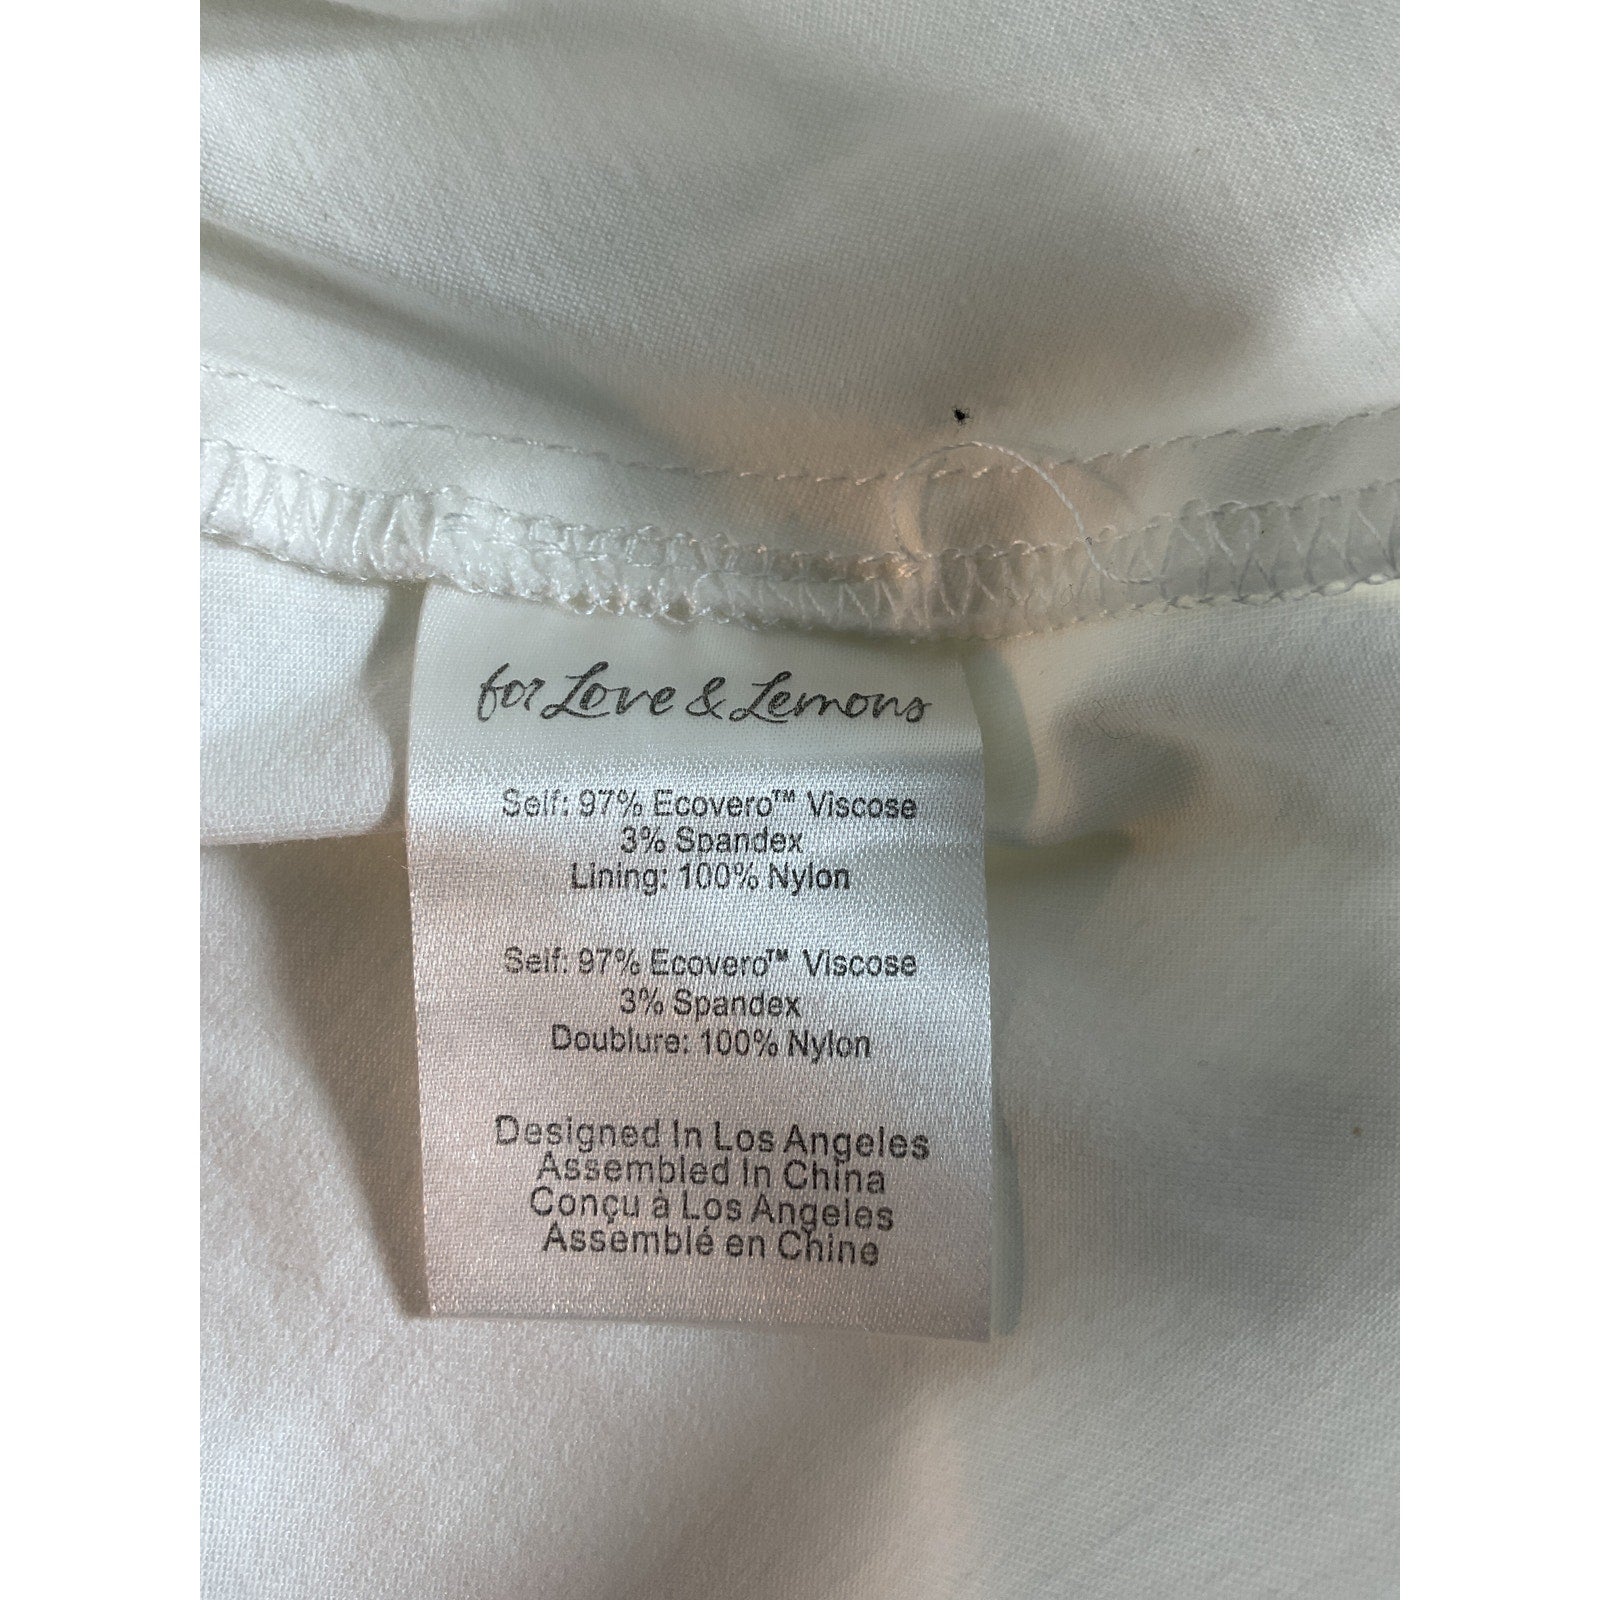 for Love & Lemons
Self: 97% Ecovero™ Viscose
3% Spandex
Lining: 100% Nylon
Self: 97% Ecovero™ Viscose
3% Spandex
Doublure: 100% Nylon
Designed In Los Angeles
Assembled In China
Conçu à Los Angeles
Assemblé en Chine